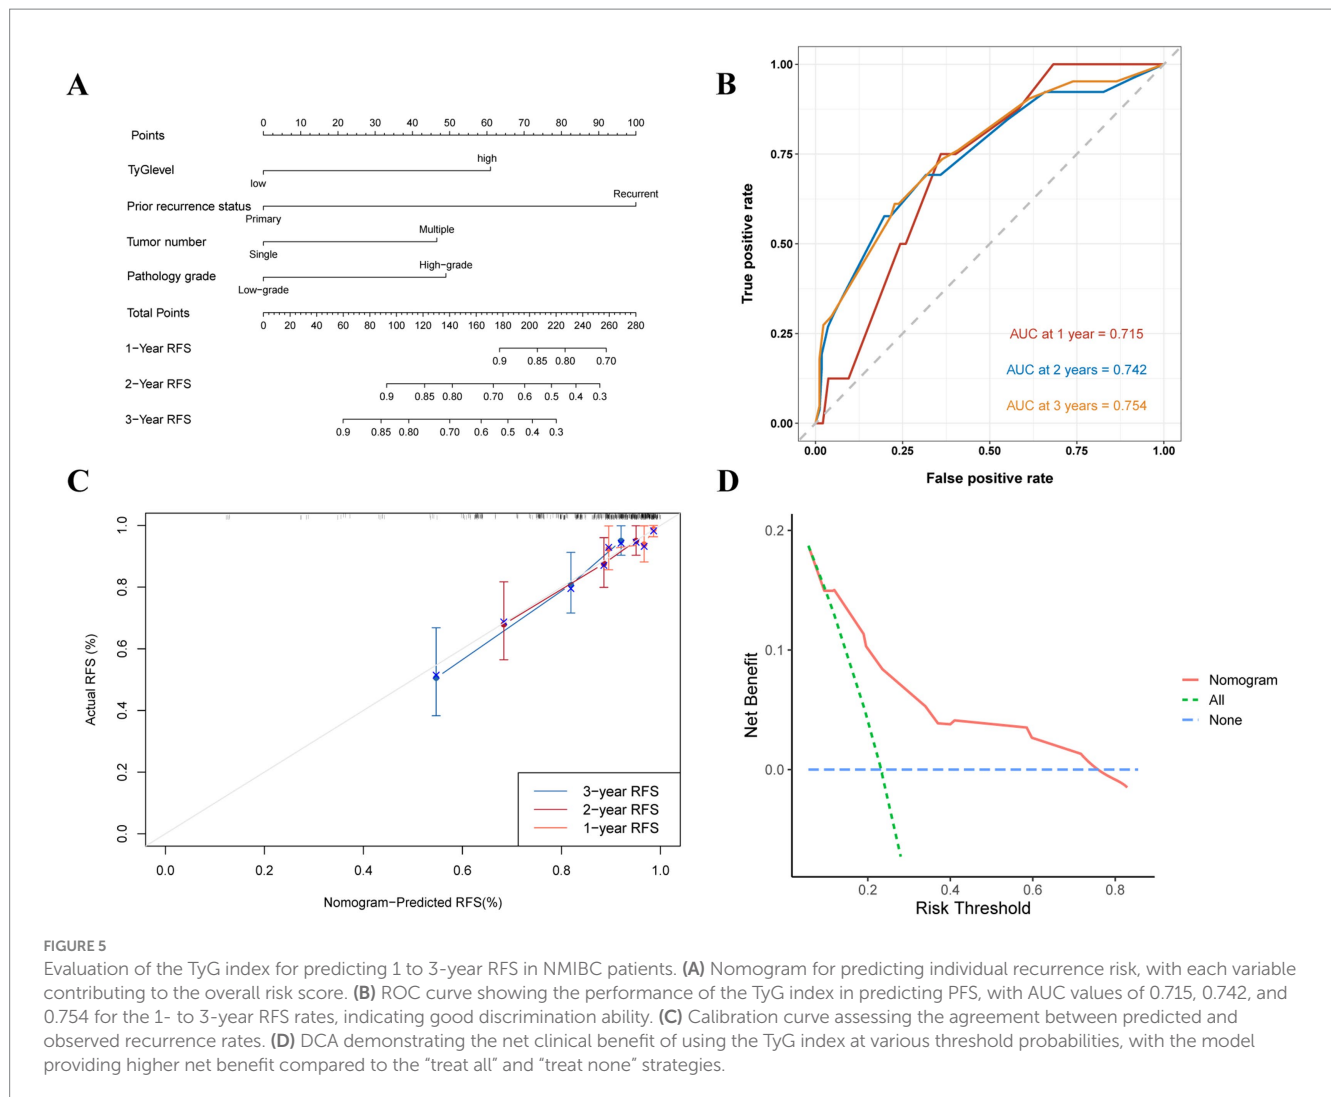 A
Points
0 10 20 30 40 50 60 70 80 90 100
TyGlevel
high
low
Prior recurrence status
Recurrent
Primary
Tumor number
Multiple
Single
Pathology grade
High-grade
Low-grade
Total Points
0 20 40 60 80 100 120 140 160 180 200 220 240 260 280
1-Year RFS
0.9 0.85 0.80 0.70
2-Year RFS
0.9 0.85 0.80 0.70 0.6 0.5 0.4 0.3
3-Year RFS
0.9 0.85 0.80 0.70 0.6 0.5 0.4 0.3
B
True positive rate
1.00
0.75
0.50
0.25
0.00
AUC at 1 year = 0.715
AUC at 2 years = 0.742
AUC at 3 years = 0.754
0.00 0.25 0.50 0.75 1.00
False positive rate
C
Actual RFS (%)
1.0
0.8
0.6
0.4
0.2
0.0
3-year RFS
2-year RFS
1-year RFS
0.0 0.2 0.4 0.6 0.8 1.0
Nomogram-Predicted RFS(%)
D
Net Benefit
0.2
0.1
0.0
Nomogram
All
None
0.2 0.4 0.6 0.8
Risk Threshold
FIGURE 5
Evaluation of the TyG index for predicting 1 to 3-year RFS in NMIBC patients. (A) Nomogram for predicting individual recurrence risk, with each variable
contributing to the overall risk score. (B) ROC curve showing the performance of the TyG index in predicting PFS, with AUC values of 0.715, 0.742, and
0.754 for the 1- to 3-year RFS rates, indicating good discrimination ability. (C) Calibration curve assessing the agreement between predicted and
observed recurrence rates. (D) DCA demonstrating the net clinical benefit of using the TyG index at various threshold probabilities, with the model
providing higher net benefit compared to the “treat all” and “treat none” strategies.